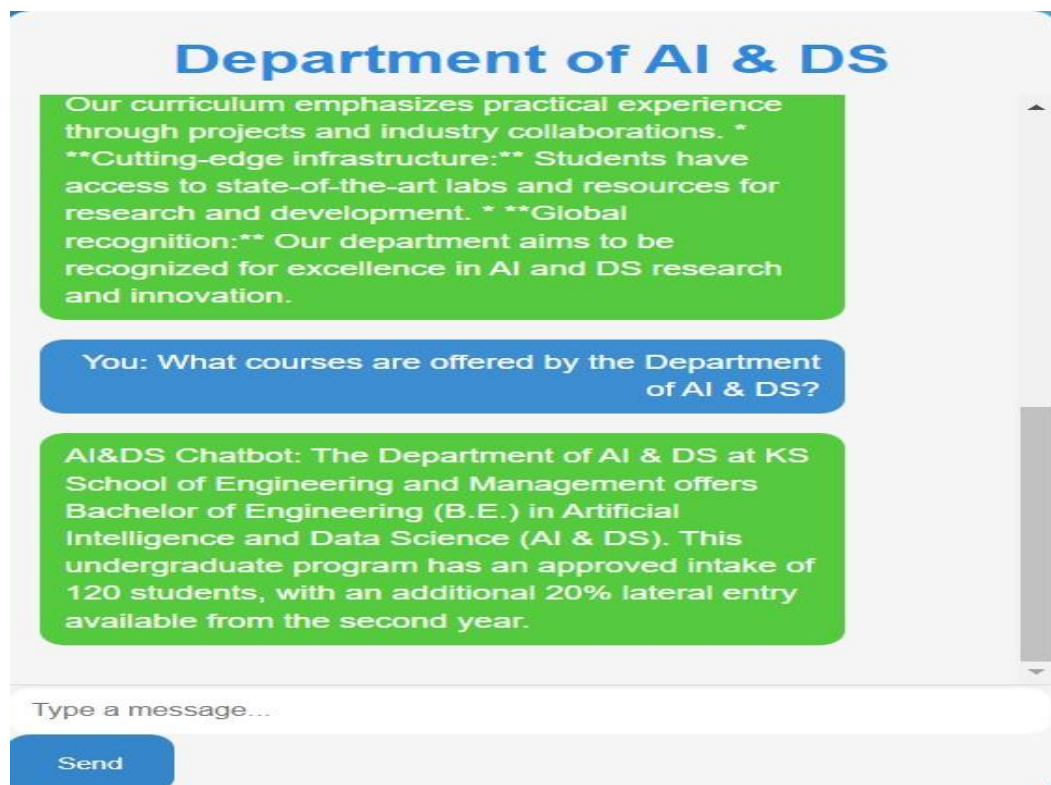 Department of AI & DS
Our curriculum emphasizes practical experience
through projects and industry collaborations. *
**Cutting-edge infrastructure:** Students have
access to state-of-the-art labs and resources for
research and development. * **Global
recognition:** Our department aims to be
recognized for excellence in AI and DS research
and innovation.
You: What courses are offered by the Department
of AI & DS?
AI&DS Chatbot: The Department of AI & DS at KS
School of Engineering and Management offers
Bachelor of Engineering (B.E.) in Artificial
Intelligence and Data Science (AI & DS). This
undergraduate program has an approved intake of
120 students, with an additional 20% lateral entry
available from the second year.
Type a message...
Send